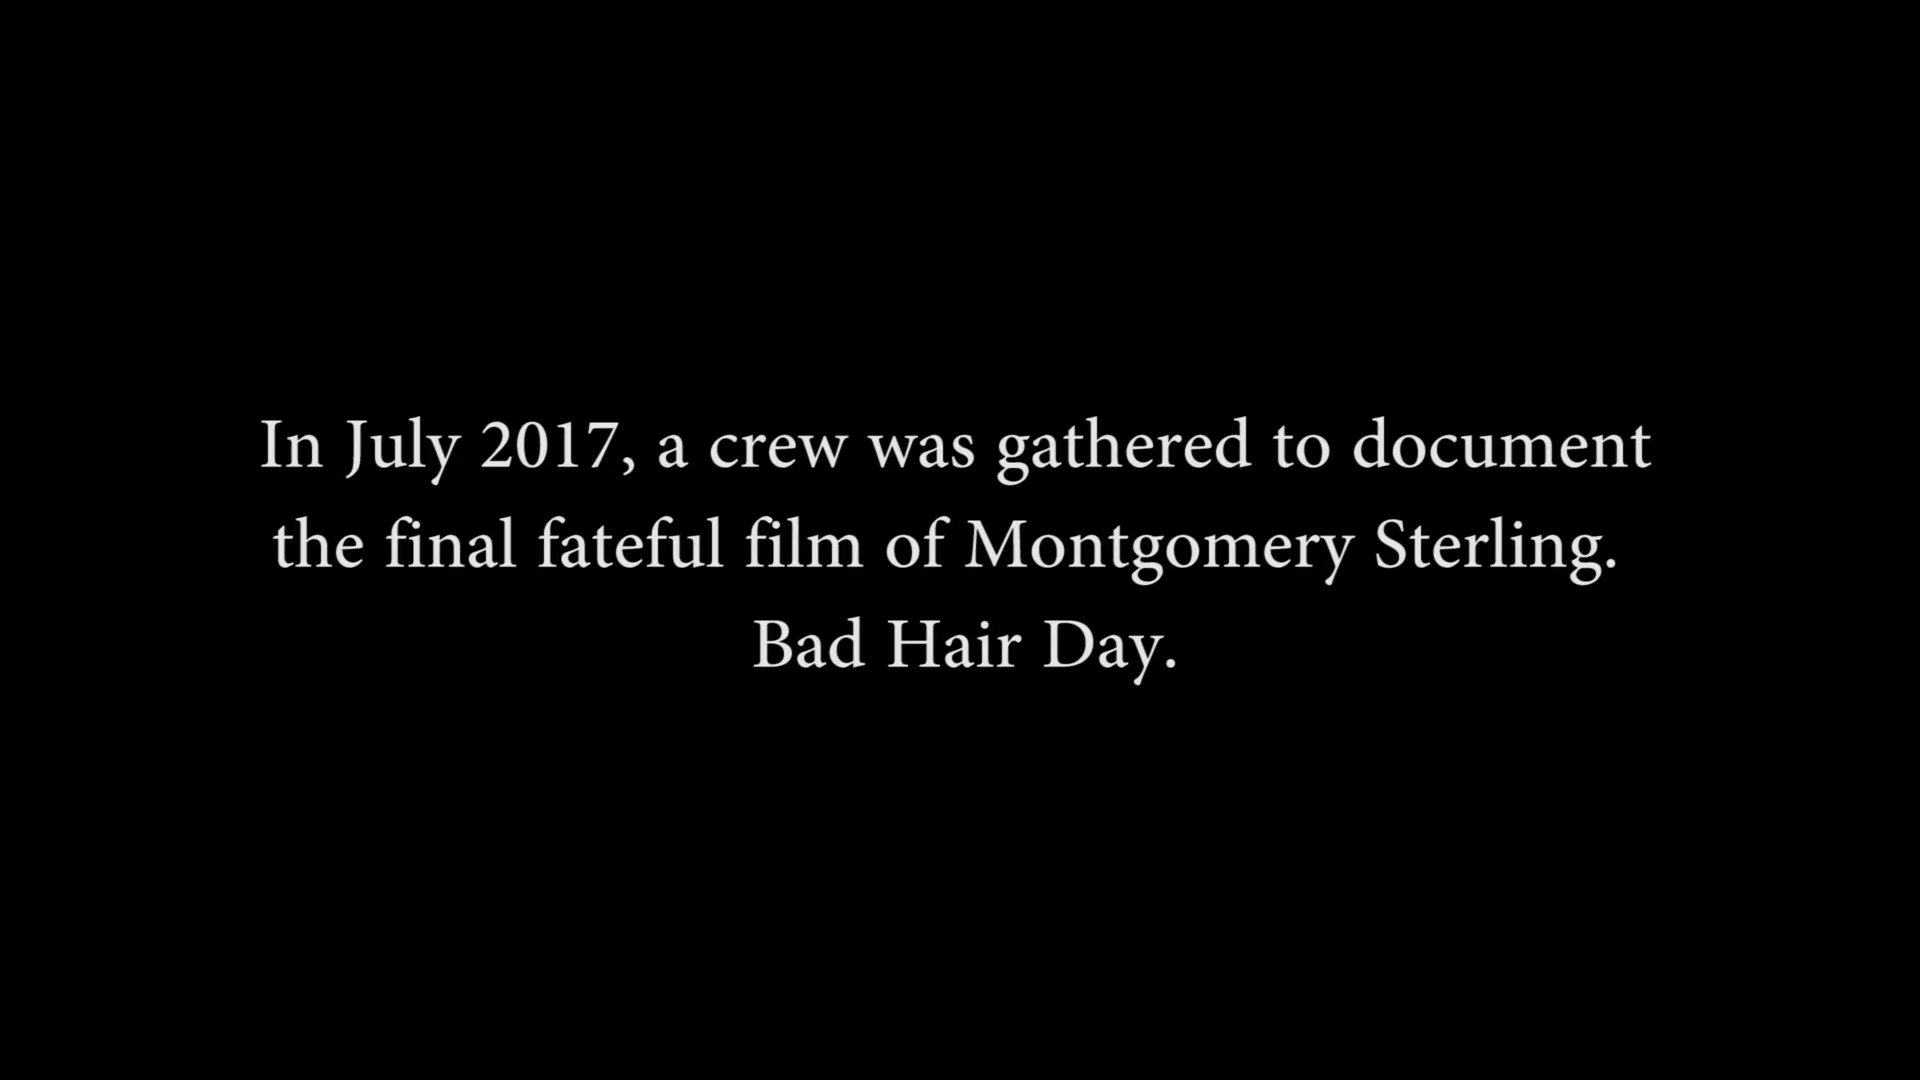 In July 2017, a crew was gathered to document
the final fateful film of Montgomery Sterling.
Bad Hair Day.